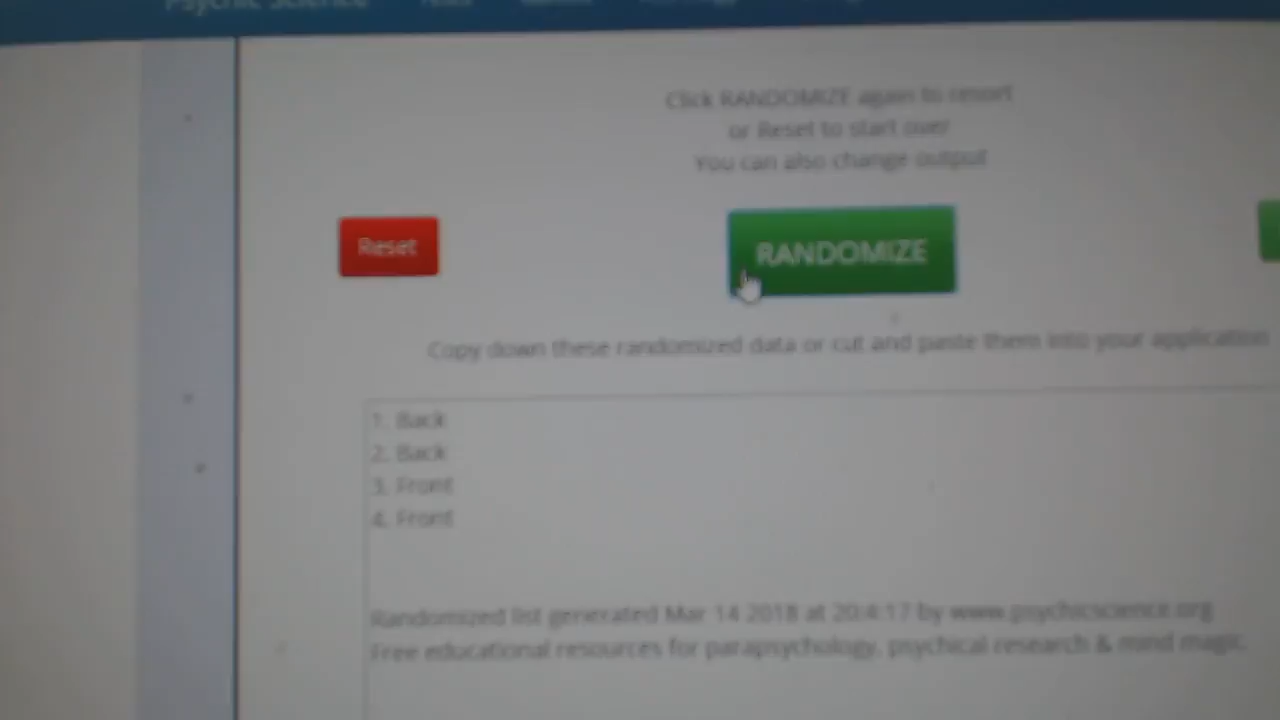 Psychic Science
Click RANDOMIZE again to resort
or Reset to start over
You can also change output
Reset
RANDOMIZE
Copy down these randomized data or cut and paste them into your application
1. Back
2. Back
3. Front
4. Front
Randomized list generated Mar 14 2018 at 20:4:17 by www.psychicscience.org
Free educational resources for parapsychology, psychical research & mind magic.